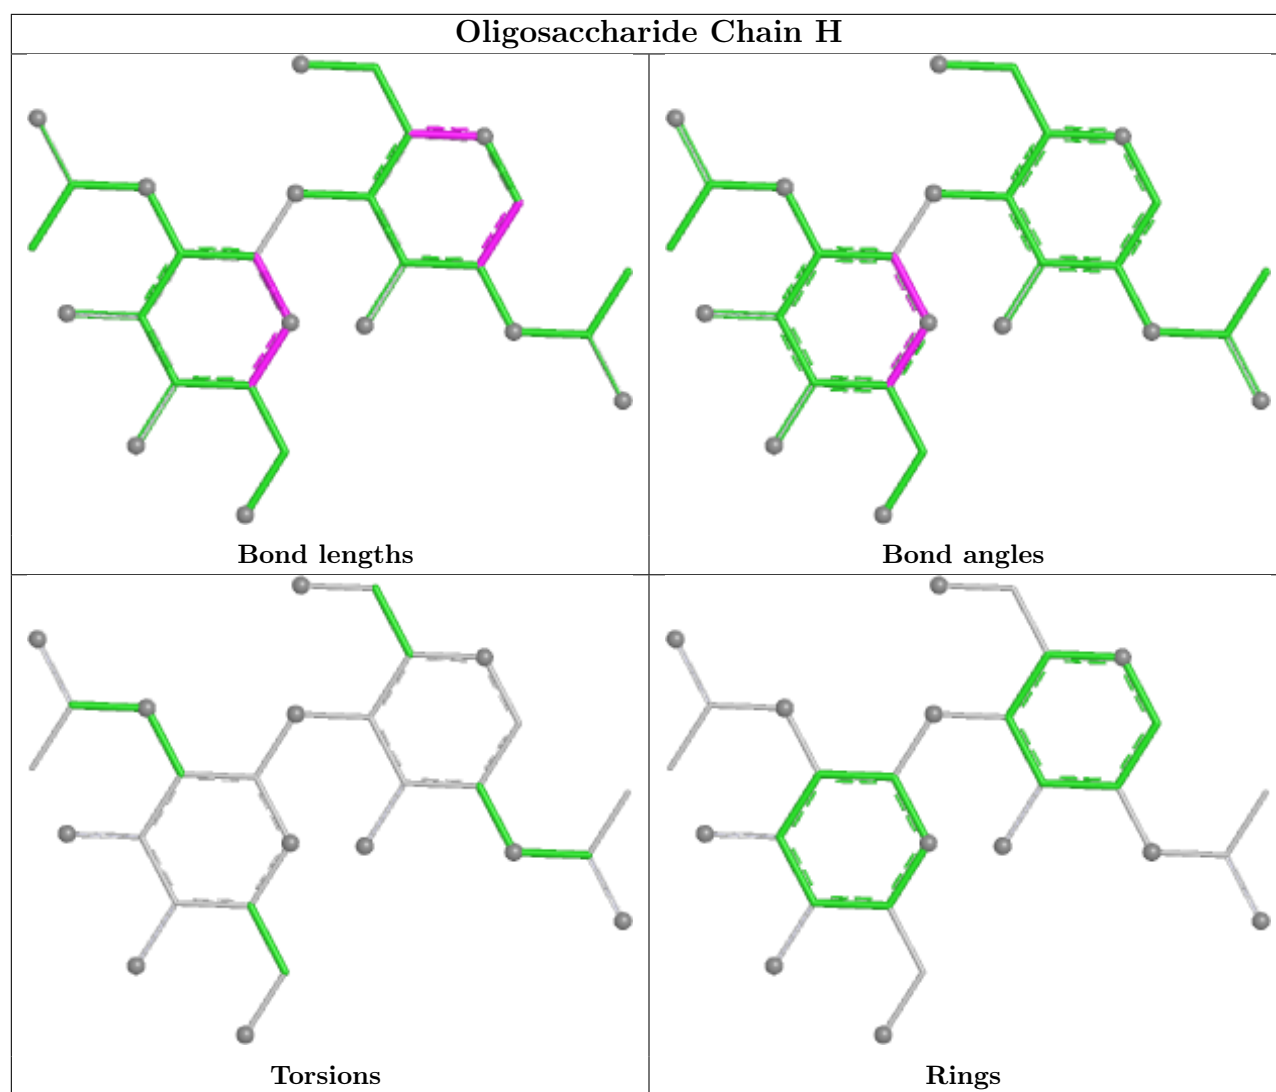 Oligosaccharide Chain H
Bond lengths
Bond angles
Torsions
Rings